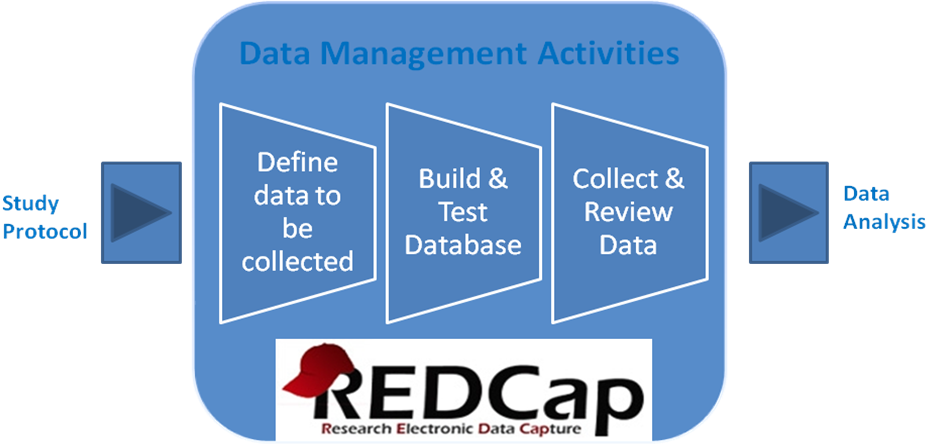 Data Management Activities
Study
Protocol
Define
data to
be
collected
Build &
Test
Database
Collect &
Review
Data
Data
Analysis
REDCap
Research Electronic Data Capture